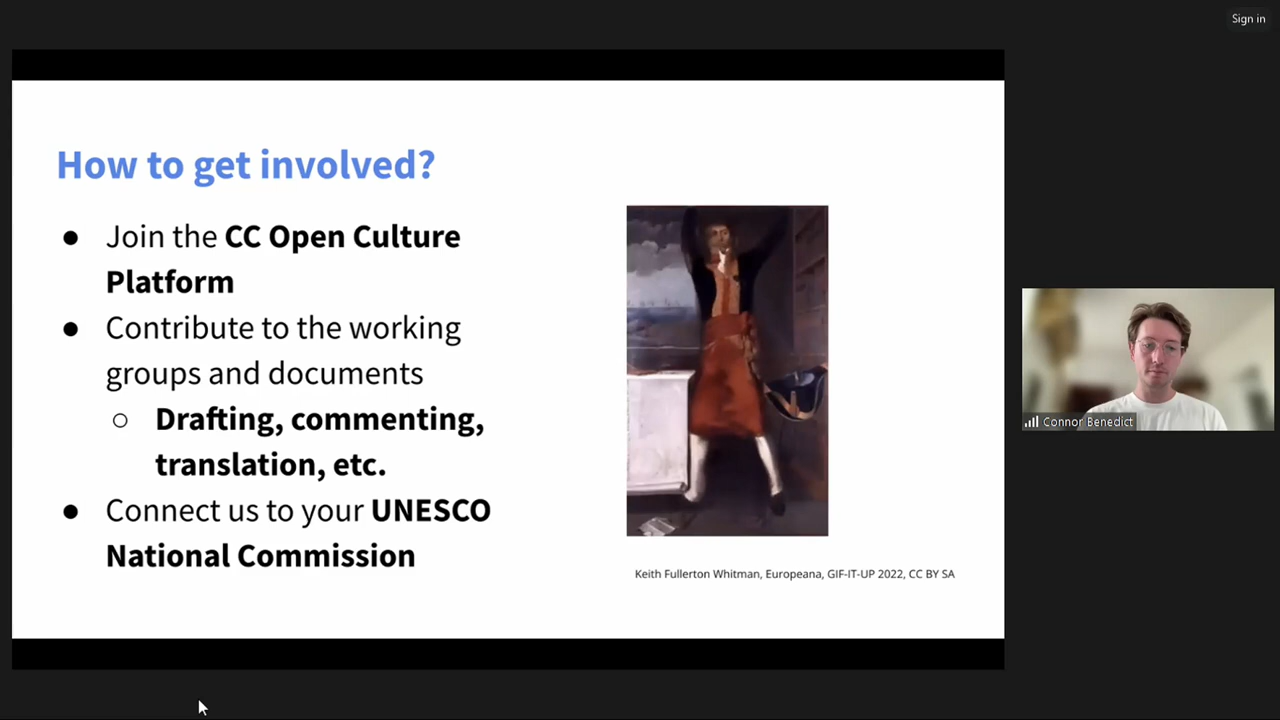 Sign in
How to get involved?
● Join the CC Open Culture
Platform
● Contribute to the working
groups and documents
○ Drafting, commenting,
translation, etc.
● Connect us to your UNESCO
National Commission
Keith Fullerton Whitman, Europeana, GIF-IT-UP 2022, CC BY SA
Connor Benedict